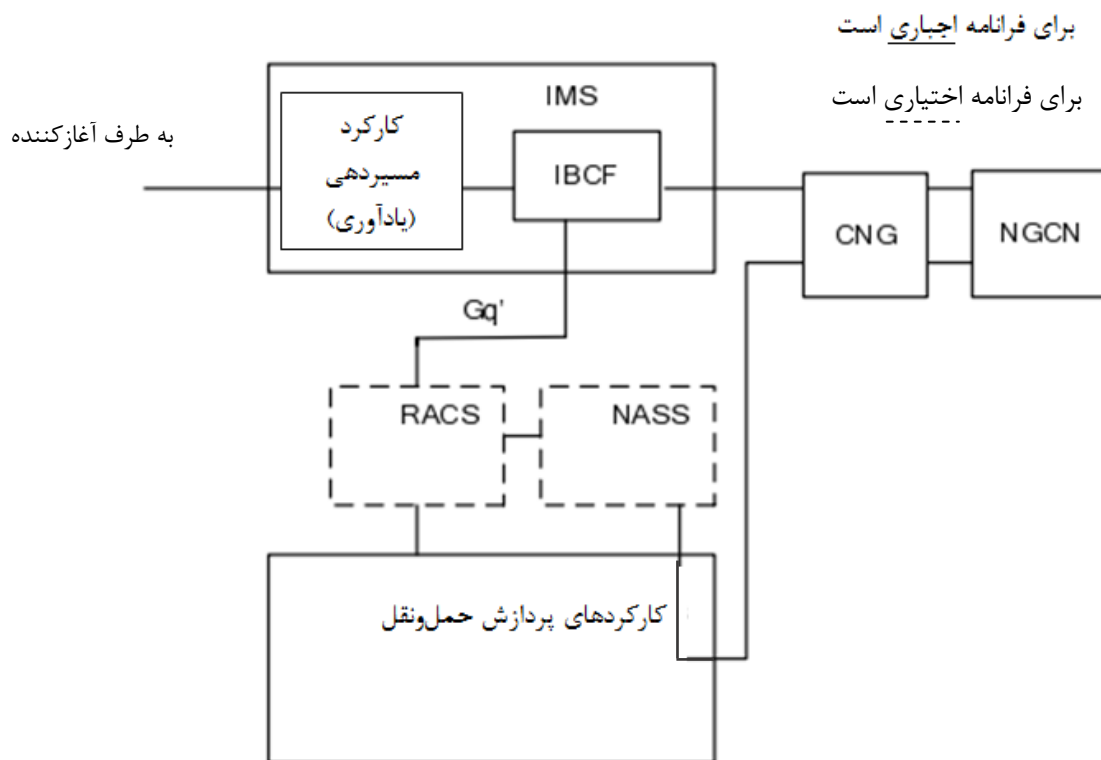 برای فرانامه اجباری است
برای فرانامه اختیاری است
به طرف آغازکننده
IMS
کارکرد
مسیردهی
(یادآوری)
IBCF
CNG
NGCN
Gq'
RACS
NASS
کارکردهای پردازش حمل‌ونقل